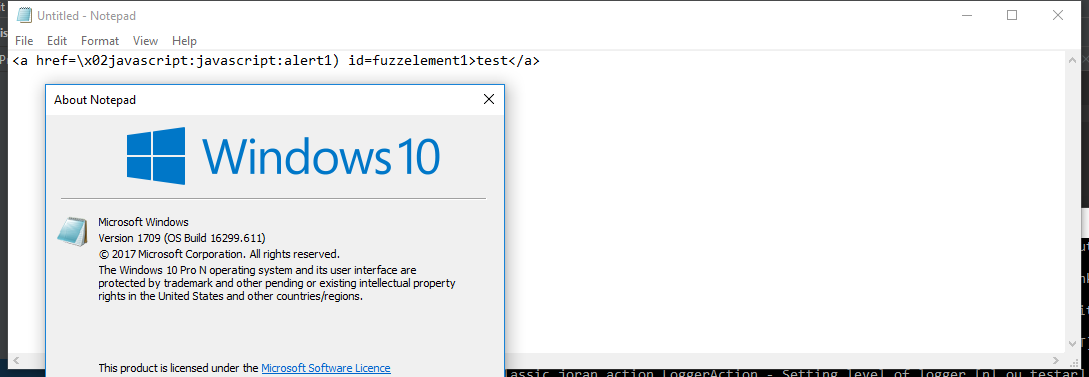 Untitled - Notepad
File Edit Format View Help
<a href=\x02javascript:javascript:alert1) id=fuzzelement1>test</a>
About Notepad
Windows 10
Microsoft Windows
Version 1709 (OS Build 16299.611)
© 2017 Microsoft Corporation. All rights reserved.
The Windows 10 Pro N operating system and its user interface are
protected by trademark and other pending or existing intellectual property
rights in the United States and other countries/regions.
This product is licensed under the Microsoft Software Licence
assic.joran.action.LoggerAction - Setting level of logger [nl.ou.testar]